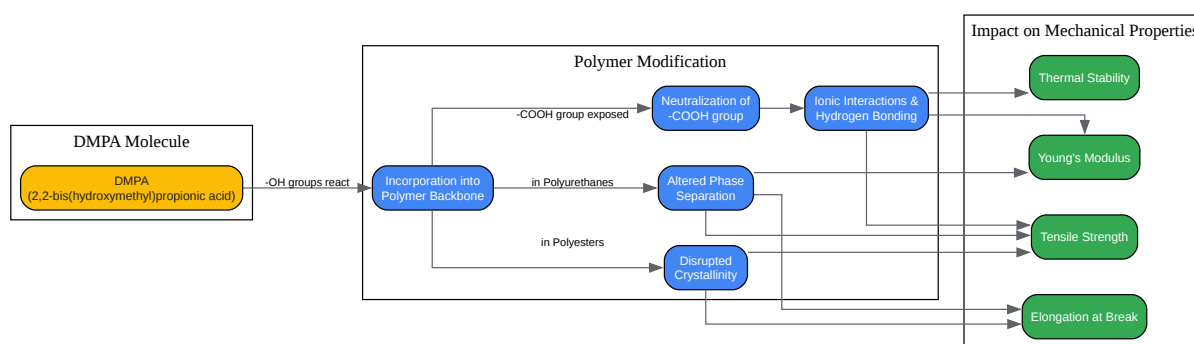 DMPA Molecule
DMPA
(2,2-bis(hydroxymethyl)propionic acid)
-OH groups react
Polymer Modification
Incorporation into
Polymer Backbone
-COOH group exposed
in Polyurethanes
in Polyesters
Neutralization of
-COOH group
Ionic Interactions &
Hydrogen Bonding
Altered Phase
Separation
Disrupted
Crystallinity
Impact on Mechanical Properties
Thermal Stability
Young's Modulus
Tensile Strength
Elongation at Break